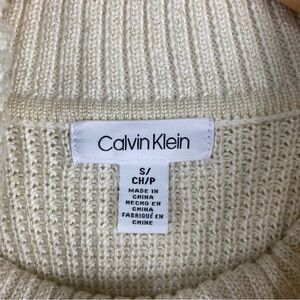 Calvin Klein
S/
CH/P
MADE IN
CHINA
HECHO EN
CHINA
FABRIQUÉ EN
CHINE